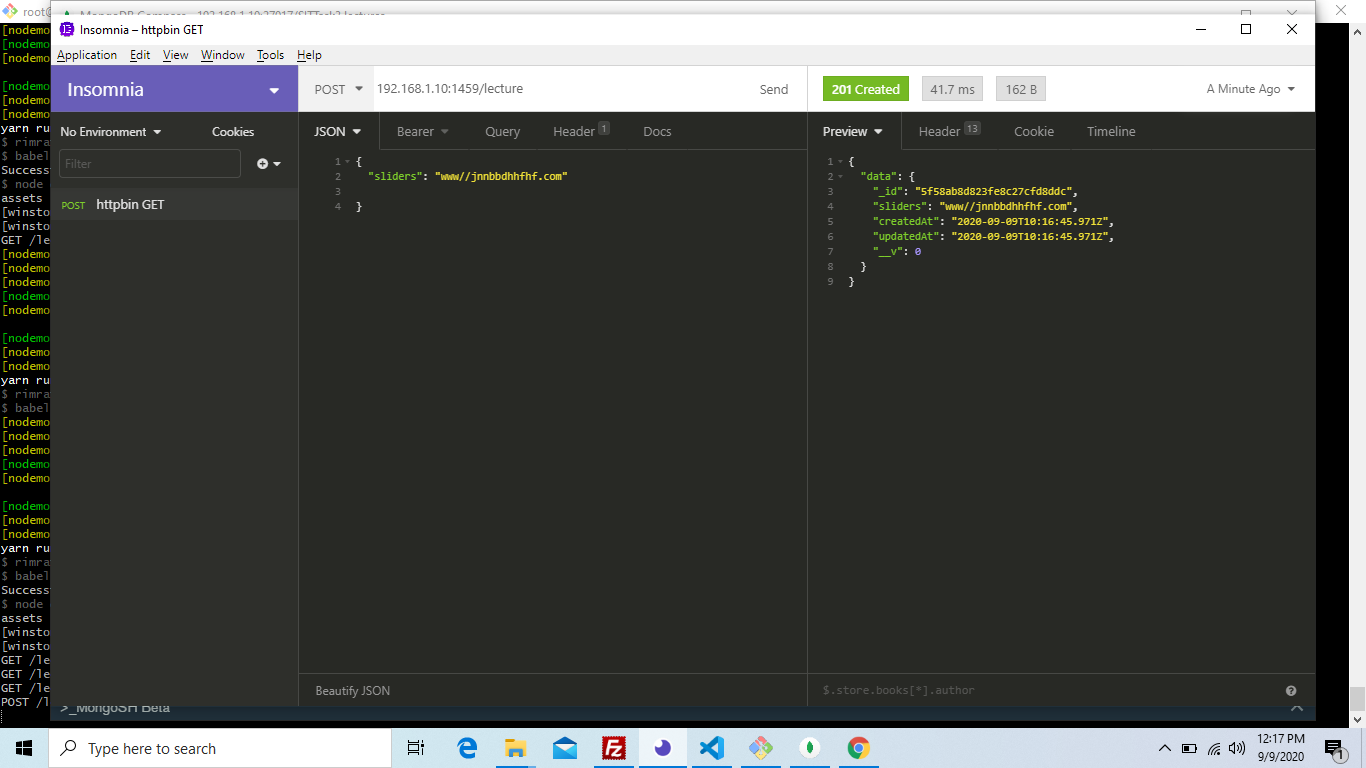 root@
MongoDB Compass - 192.168.1.10:27017/SITTask3.lectures
Insomnia – httpbin GET
Application Edit View Window Tools Help
Insomnia
POST 192.168.1.10:1459/lecture Send
201 Created 41.7 ms 162 B A Minute Ago
No Environment Cookies
JSON Bearer Query Header 1 Docs
Preview Header 13 Cookie Timeline
Filter
POST httpbin GET
1 {
2 "sliders": "www//jnnbbdhhfhf.com"
3
4 }
1 {
2 "data": {
3 "_id": "5f58ab8d823fe8c27cfd8ddc",
4 "sliders": "www//jnnbbdhhfhf.com",
5 "createdAt": "2020-09-09T10:16:45.971Z",
6 "updatedAt": "2020-09-09T10:16:45.971Z",
7 "__v": 0
8 }
9 }
Beautify JSON
$.store.books[*].author
[nodemo
[nodemo
[nodemo
[nodemo
[nodemo
[nodemo
yarn ru
$ rimra
$ babel
Success
$ node
assets
[winsto
[winsto
GET /le
[nodemo
[nodemo
[nodemo
[nodemo
[nodemo
[nodemo
[nodemo
[nodemo
yarn ru
$ rimra
$ babel
[nodemo
[nodemo
[nodemo
[nodemo
[nodemo
[nodemo
[nodemo
[nodemo
yarn ru
$ rimra
$ babel
Success
$ node
assets
[winsto
[winsto
GET /le
GET /le
GET /le
POST /l
>_MongoSH Beta
Type here to search
12:17 PM
9/9/2020
1